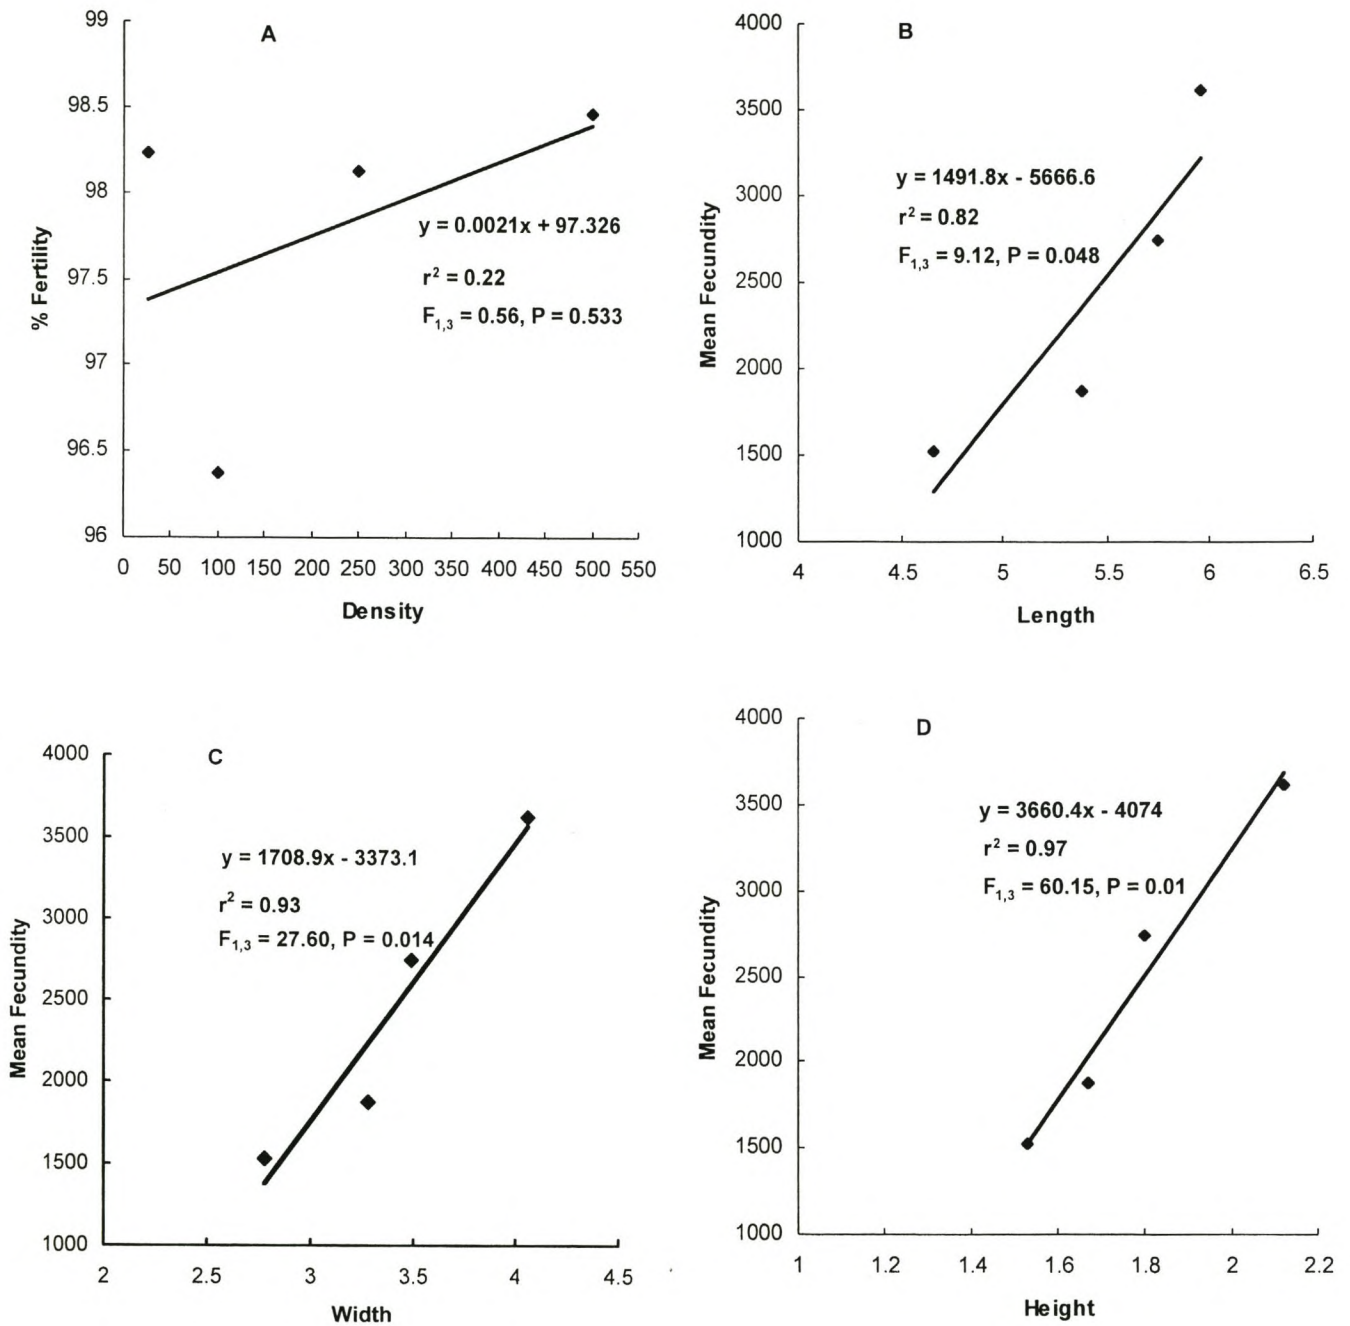 A
99
98.5
98
97.5
97
96.5
96
% Fertility
y = 0.0021x + 97.326
r² = 0.22
F₁,₃ = 0.56, P = 0.533
0 50 100 150 200 250 300 350 400 450 500 550
Density
B
4000
3500
3000
2500
2000
1500
1000
Mean Fecundity
y = 1491.8x - 5666.6
r² = 0.82
F₁,₃ = 9.12, P = 0.048
4 4.5 5 5.5 6 6.5
Length
C
4000
3500
3000
2500
2000
1500
1000
Mean Fecundity
y = 1708.9x - 3373.1
r² = 0.93
F₁,₃ = 27.60, P = 0.014
2 2.5 3 3.5 4 4.5
Width
D
4000
3500
3000
2500
2000
1500
1000
Mean Fecundity
y = 3660.4x - 4074
r² = 0.97
F₁,₃ = 60.15, P = 0.01
1 1.2 1.4 1.6 1.8 2 2.2
Height